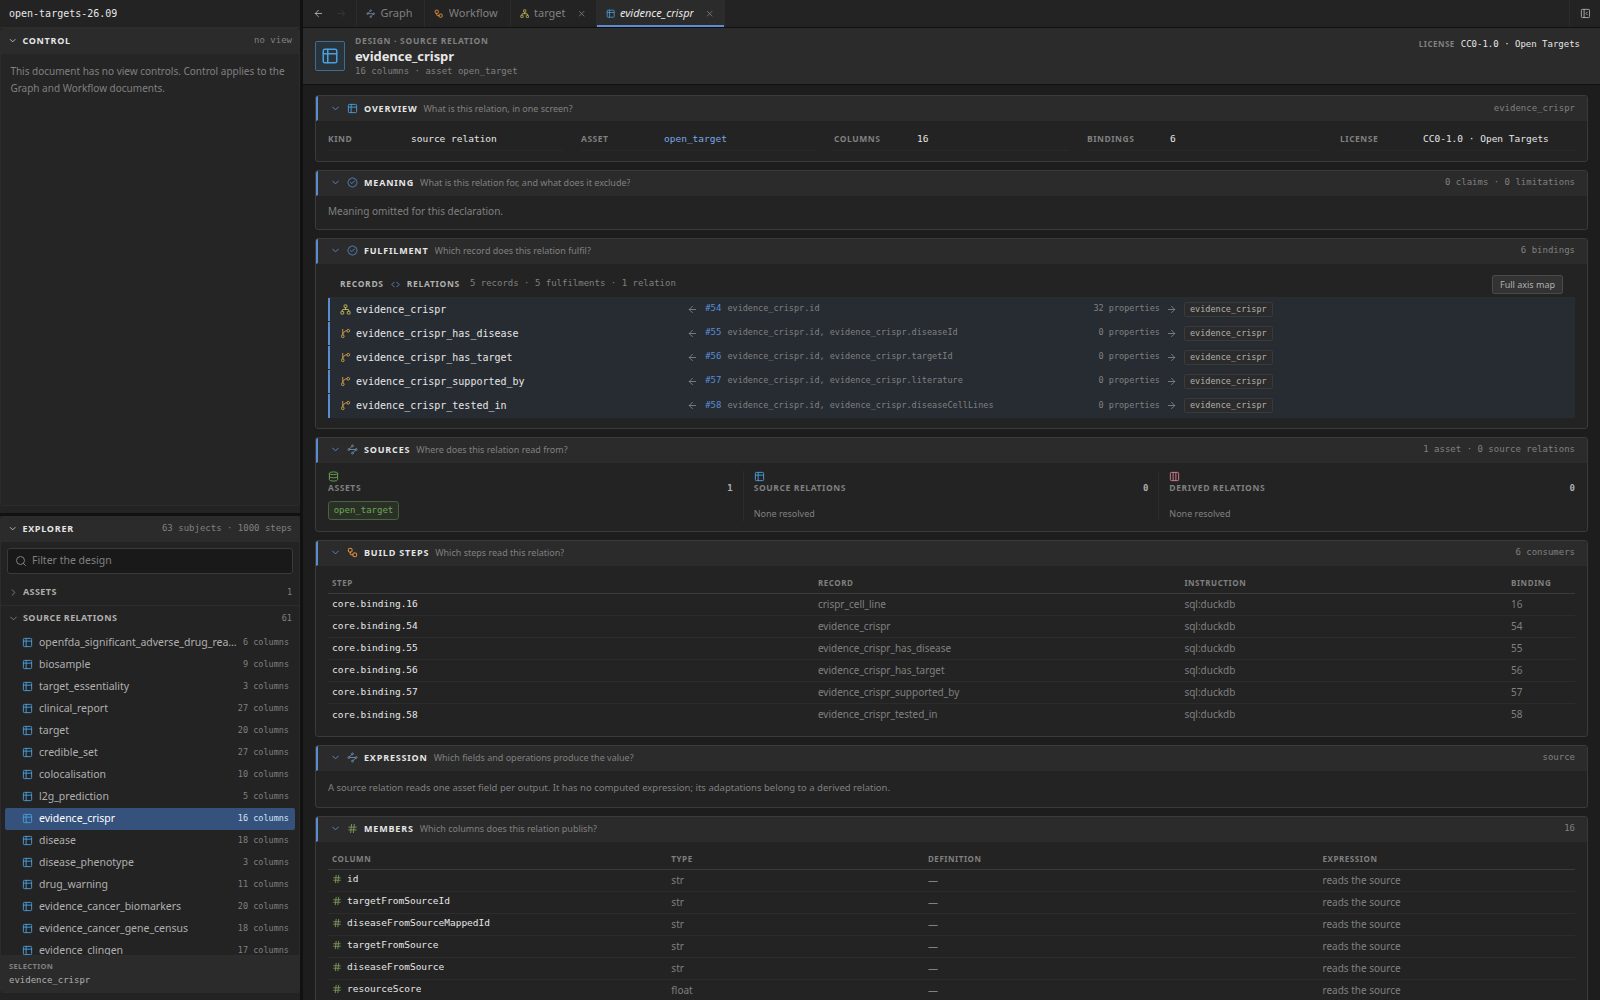 open-targets-26.09
Graph
Workflow
target
evidence_crispr
CONTROL
no view
This document has no view controls. Control applies to the
Graph and Workflow documents.
DESIGN · SOURCE RELATION
evidence_crispr
16 columns · asset open_target
LICENSE CC0-1.0 · Open Targets
OVERVIEW What is this relation, in one screen?
evidence_crispr
KIND source relation
ASSET open_target
COLUMNS 16
BINDINGS 6
LICENSE CC0-1.0 · Open Targets
MEANING What is this relation for, and what does it exclude?
0 claims · 0 limitations
Meaning omitted for this declaration.
FULFILMENT Which record does this relation fulfil?
6 bindings
RECORDS <> RELATIONS 5 records · 5 fulfilments · 1 relation
Full axis map
evidence_crispr ← #54 evidence_crispr.id 32 properties → evidence_crispr
evidence_crispr_has_disease ← #55 evidence_crispr.id, evidence_crispr.diseaseId 0 properties → evidence_crispr
evidence_crispr_has_target ← #56 evidence_crispr.id, evidence_crispr.targetId 0 properties → evidence_crispr
evidence_crispr_supported_by ← #57 evidence_crispr.id, evidence_crispr.literature 0 properties → evidence_crispr
evidence_crispr_tested_in ← #58 evidence_crispr.id, evidence_crispr.diseaseCellLines 0 properties → evidence_crispr
SOURCES Where does this relation read from?
1 asset · 0 source relations
ASSETS 1
open_target
SOURCE RELATIONS 0
None resolved
DERIVED RELATIONS 0
None resolved
BUILD STEPS Which steps read this relation?
6 consumers
STEP RECORD INSTRUCTION BINDING
core.binding.16 crispr_cell_line sql:duckdb 16
core.binding.54 evidence_crispr sql:duckdb 54
core.binding.55 evidence_crispr_has_disease sql:duckdb 55
core.binding.56 evidence_crispr_has_target sql:duckdb 56
core.binding.57 evidence_crispr_supported_by sql:duckdb 57
core.binding.58 evidence_crispr_tested_in sql:duckdb 58
EXPRESSION Which fields and operations produce the value?
source
A source relation reads one asset field per output. It has no computed expression; its adaptations belong to a derived relation.
MEMBERS Which columns does this relation publish?
16
COLUMN TYPE DEFINITION EXPRESSION
id str — reads the source
targetFromSourceId str — reads the source
diseaseFromSourceMappedId str — reads the source
targetFromSource str — reads the source
diseaseFromSource str — reads the source
resourceScore float — reads the source
EXPLORER
63 subjects · 1000 steps
Filter the design
ASSETS 1
SOURCE RELATIONS 61
openfda_significant_adverse_drug_rea... 6 columns
biosample 9 columns
target_essentiality 3 columns
clinical_report 27 columns
target 20 columns
credible_set 27 columns
colocalisation 10 columns
l2g_prediction 5 columns
evidence_crispr 16 columns
disease 18 columns
disease_phenotype 3 columns
drug_warning 11 columns
evidence_cancer_biomarkers 20 columns
evidence_cancer_gene_census 18 columns
evidence_clingen 17 columns
SELECTION
evidence_crispr